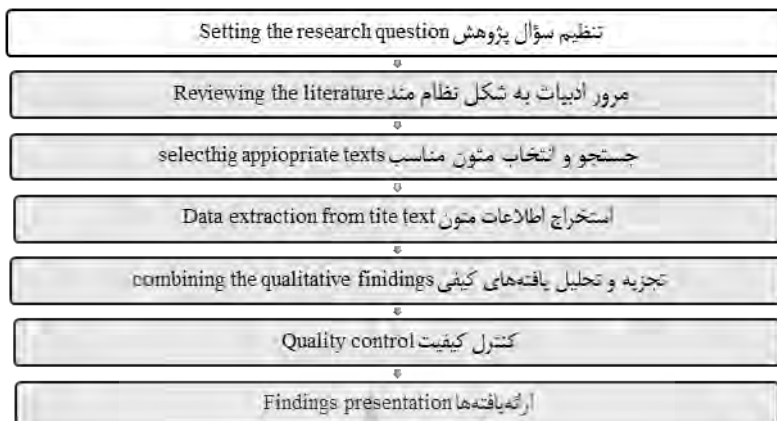 تنظیم سؤال پژوهش Setting the research question
مرور ادبیات به شکل نظام مند Reviewing the literature
جستجو و انتخاب متون مناسب selecthig appiopriate texts
استخراج اطلاعات متون Data extraction from tite text
تجزیه و تحلیل یافته‌های کیفی combining the qualitative finidings
کنترل کیفیت Quality control
ارائه‌یافته‌ها Findings presentation